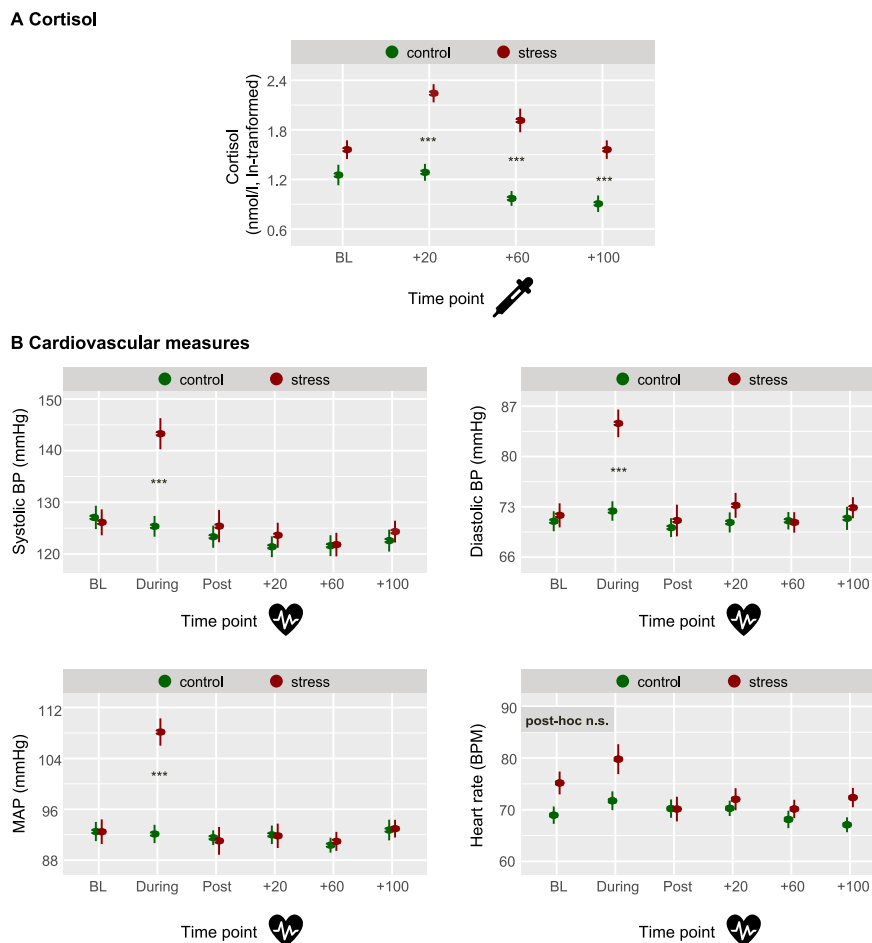 A Cortisol
control stress
Cortisol
(nmol/l, ln-tranformed)
2.4
1.8
1.2
0.6
***
***
***
BL +20 +60 +100
Time point
B Cardiovascular measures
control stress
Systolic BP (mmHg)
150
140
130
120
***
BL During Post +20 +60 +100
Time point
control stress
Diastolic BP (mmHg)
87
80
73
66
***
BL During Post +20 +60 +100
Time point
control stress
MAP (mmHg)
112
104
96
88
***
BL During Post +20 +60 +100
Time point
control stress
Heart rate (BPM)
90
80
70
60
post-hoc n.s.
BL During Post +20 +60 +100
Time point